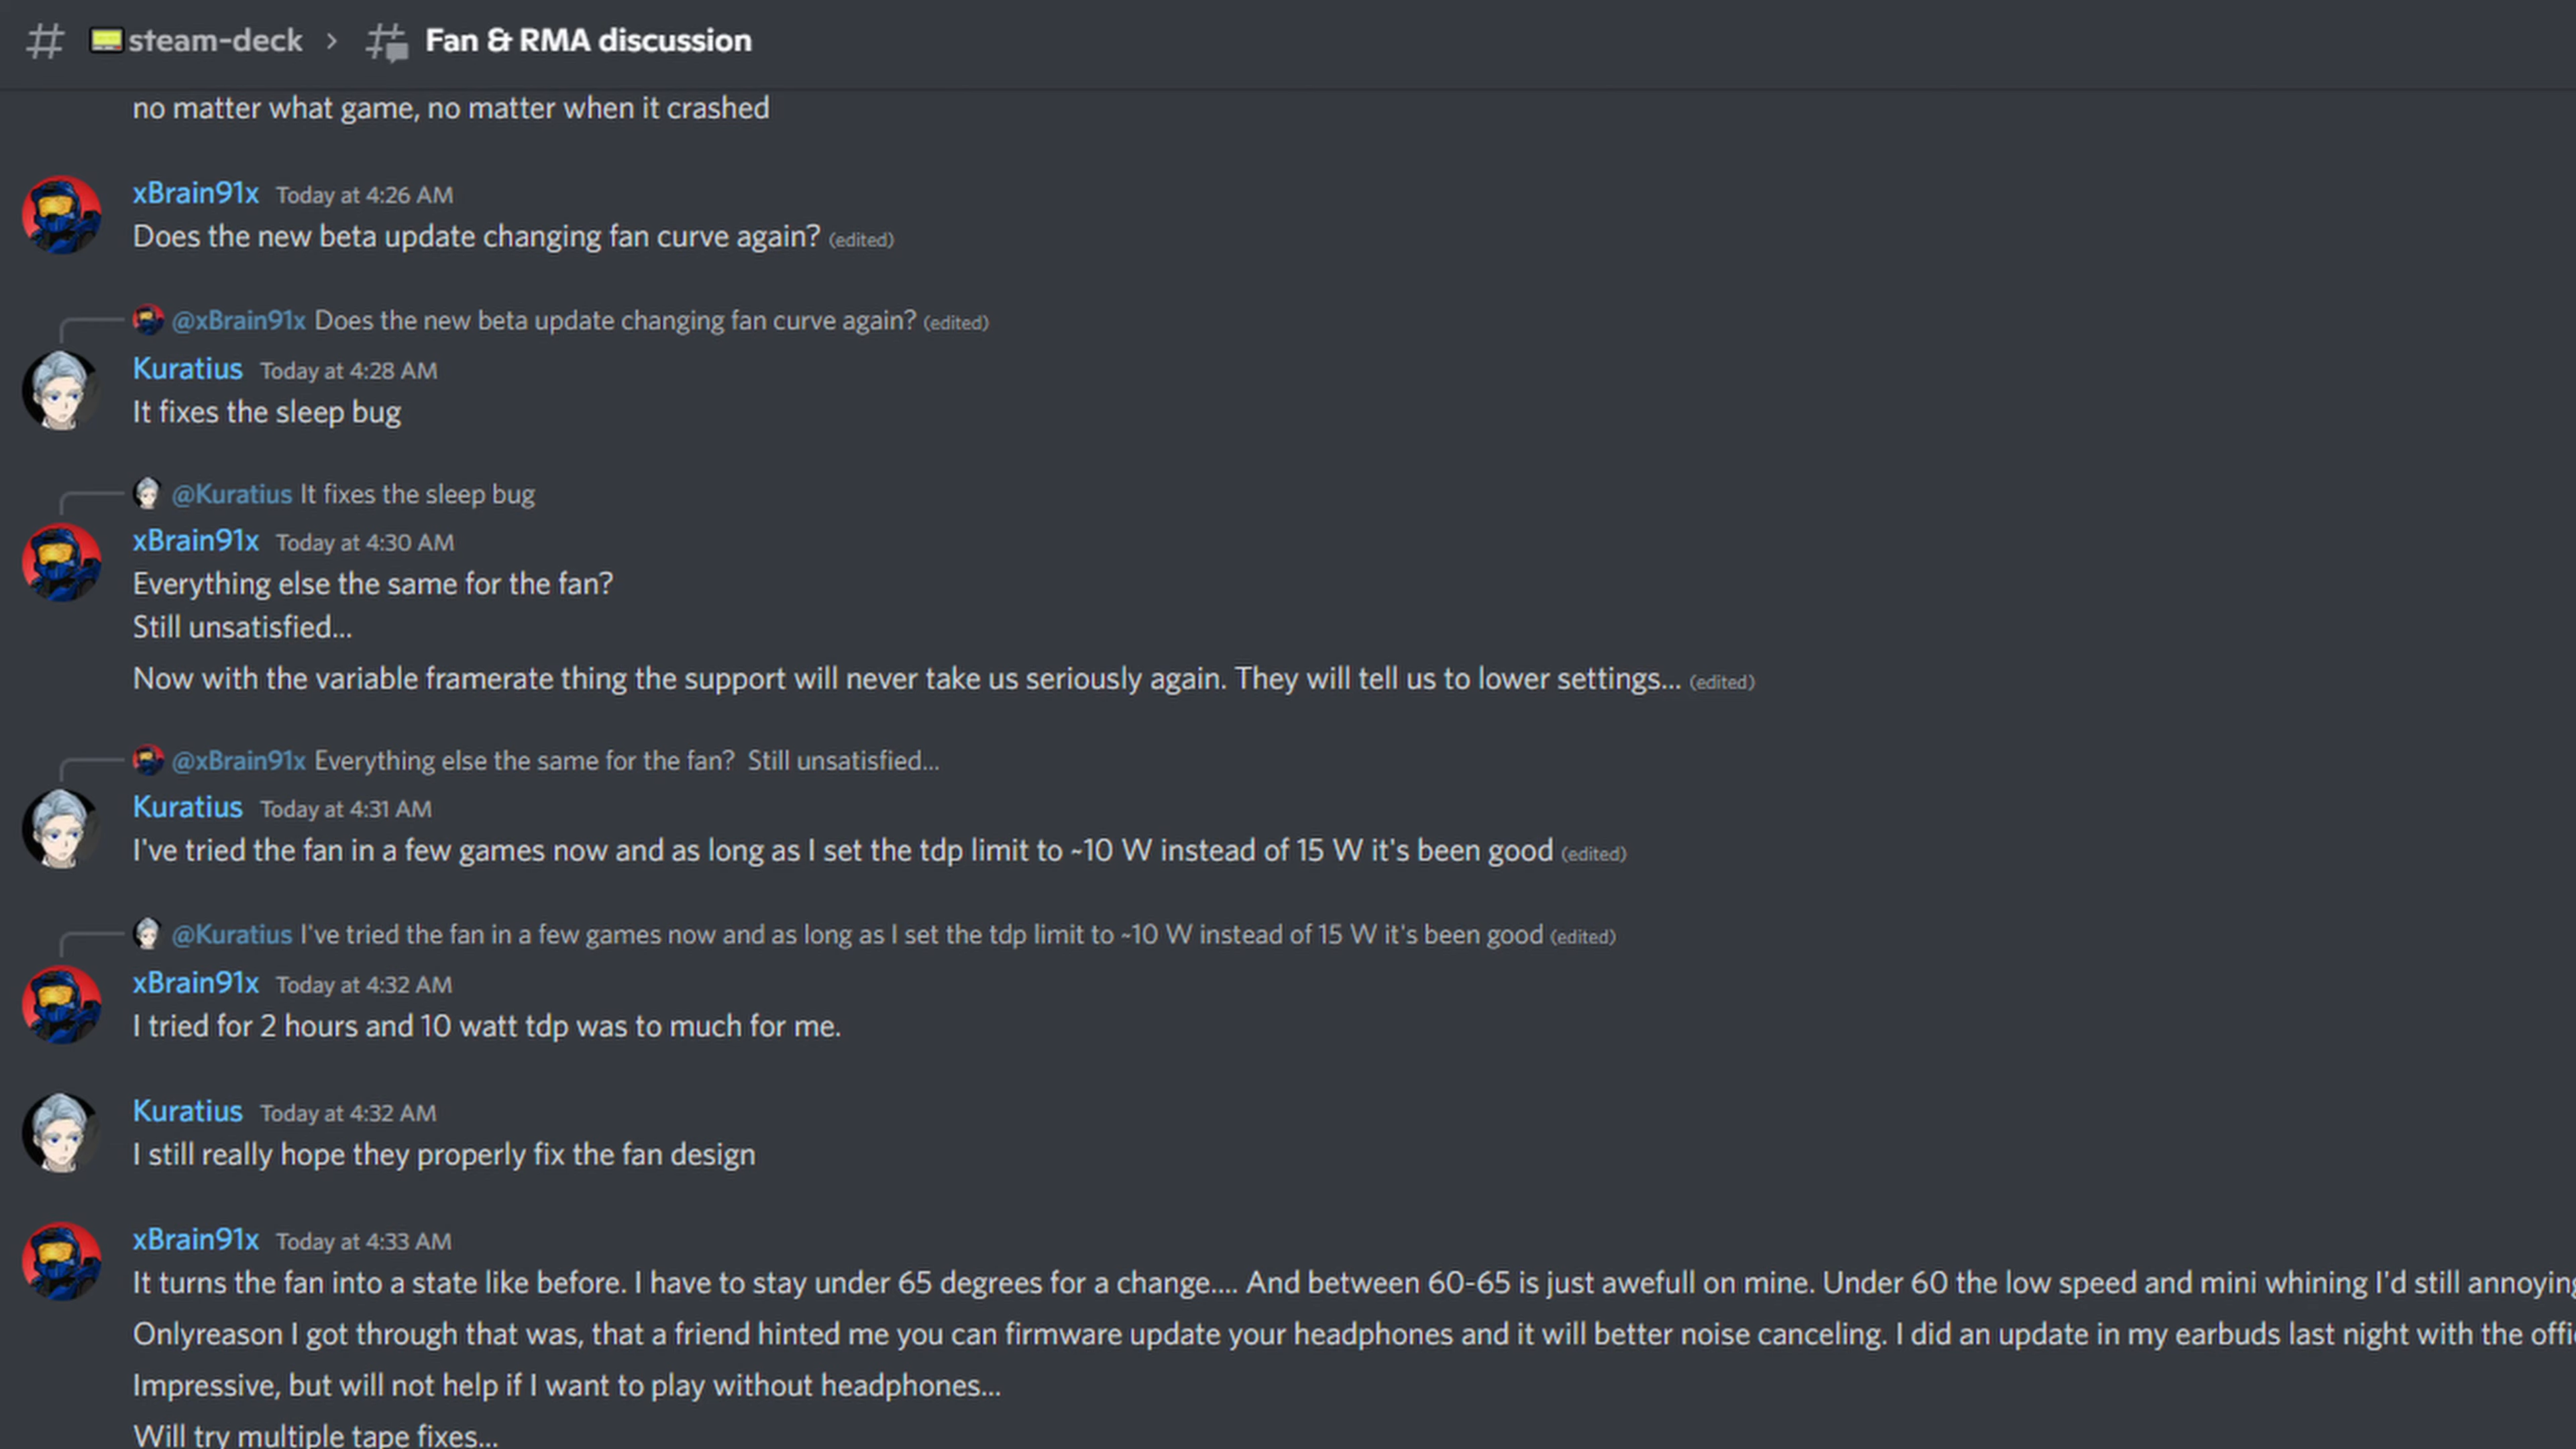 steam-deck > Fan & RMA discussion
no matter what game, no matter when it crashed
xBrain91x Today at 4:26 AM
Does the new beta update changing fan curve again? (edited)
@xBrain91x Does the new beta update changing fan curve again? (edited)
Kuratius Today at 4:28 AM
It fixes the sleep bug
@Kuratius It fixes the sleep bug
xBrain91x Today at 4:30 AM
Everything else the same for the fan?
Still unsatisfied...
Now with the variable framerate thing the support will never take us seriously again. They will tell us to lower settings... (edited)
@xBrain91x Everything else the same for the fan?  Still unsatisfied...
Kuratius Today at 4:31 AM
I've tried the fan in a few games now and as long as I set the tdp limit to ~10 W instead of 15 W it's been good (edited)
@Kuratius I've tried the fan in a few games now and as long as I set the tdp limit to ~10 W instead of 15 W it's been good (edited)
xBrain91x Today at 4:32 AM
I tried for 2 hours and 10 watt tdp was to much for me.
Kuratius Today at 4:32 AM
I still really hope they properly fix the fan design
xBrain91x Today at 4:33 AM
It turns the fan into a state like before. I have to stay under 65 degrees for a change.... And between 60-65 is just awefull on mine. Under 60 the low speed and mini whining I'd still annoying
Onlyreason I got through that was, that a friend hinted me you can firmware update your headphones and it will better noise canceling. I did an update in my earbuds last night with the
Impressive, but will not help if I want to play without headphones...
Will try multiple tape fixes...